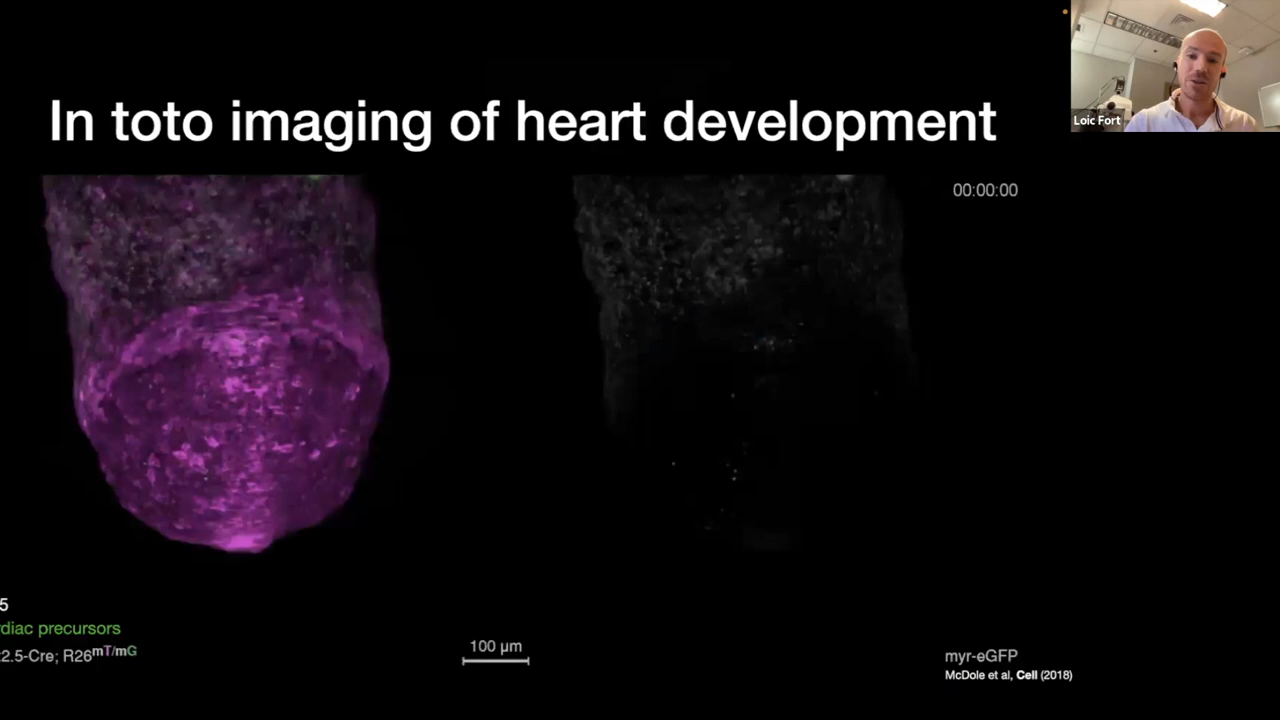 In toto imaging of heart development
Loic Fort
00:00:00
5
diac precursors
2.5-Cre; R26mT/mG
100 µm
myr-eGFP
McDole et al, Cell (2018)